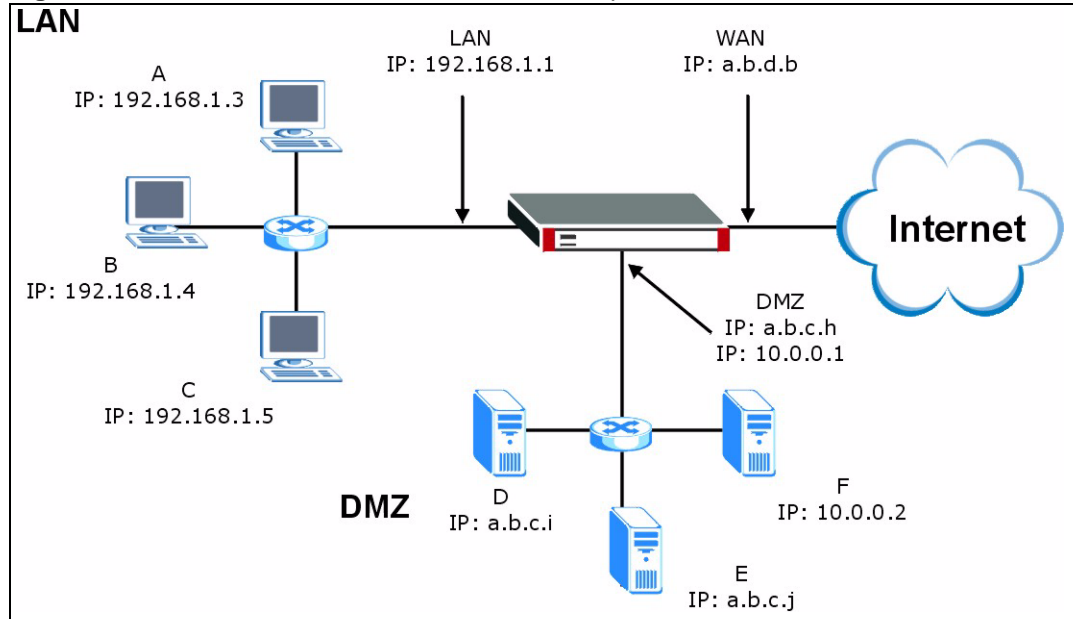 LAN
LAN
IP: 192.168.1.1
WAN
IP: a.b.d.b
A
IP: 192.168.1.3
Internet
B
IP: 192.168.1.4
DMZ
IP: a.b.c.h
IP: 10.0.0.1
C
IP: 192.168.1.5
DMZ
D
IP: a.b.c.i
F
IP: 10.0.0.2
E
IP: a.b.c.j